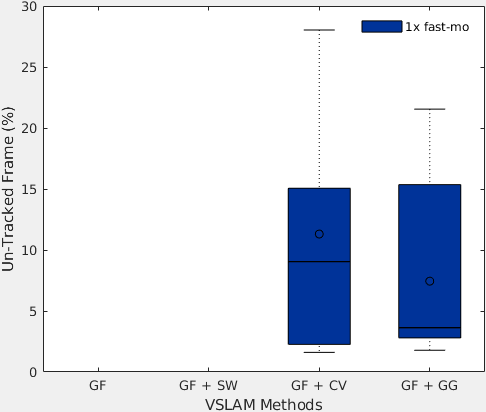 30
25
20
15
10
5
0
Un-Tracked Frame (%)
1x fast-mo
GF
GF + SW
GF + CV
GF + GG
VSLAM Methods